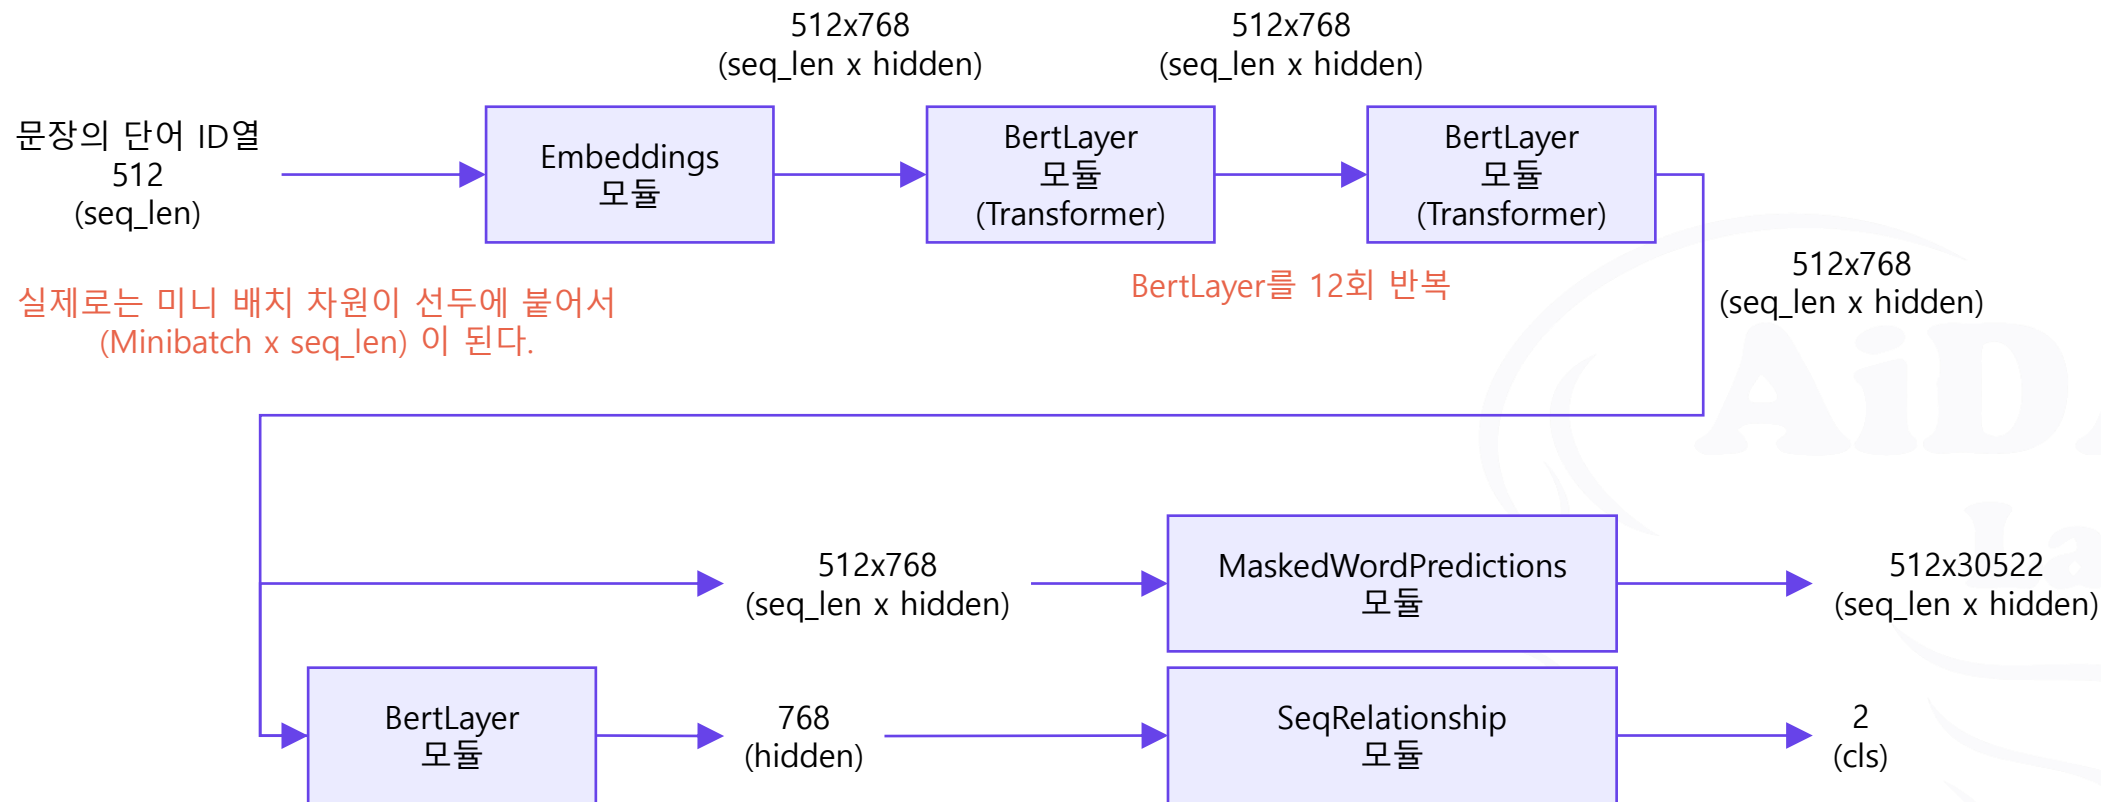 512x768
(seq_len x hidden)
512x768
(seq_len x hidden)
문장의 단어 ID열
512
(seq_len)
Embeddings
모듈
BertLayer
모듈
(Transformer)
BertLayer
모듈
(Transformer)
실제로는 미니 배치 차원이 선두에 붙어서
(Minibatch x seq_len) 이 된다.
BertLayer를 12회 반복
512x768
(seq_len x hidden)
512x768
(seq_len x hidden)
MaskedWordPredictions
모듈
512x30522
(seq_len x hidden)
BertLayer
모듈
768
(hidden)
SeqRelationship
모듈
2
(cls)